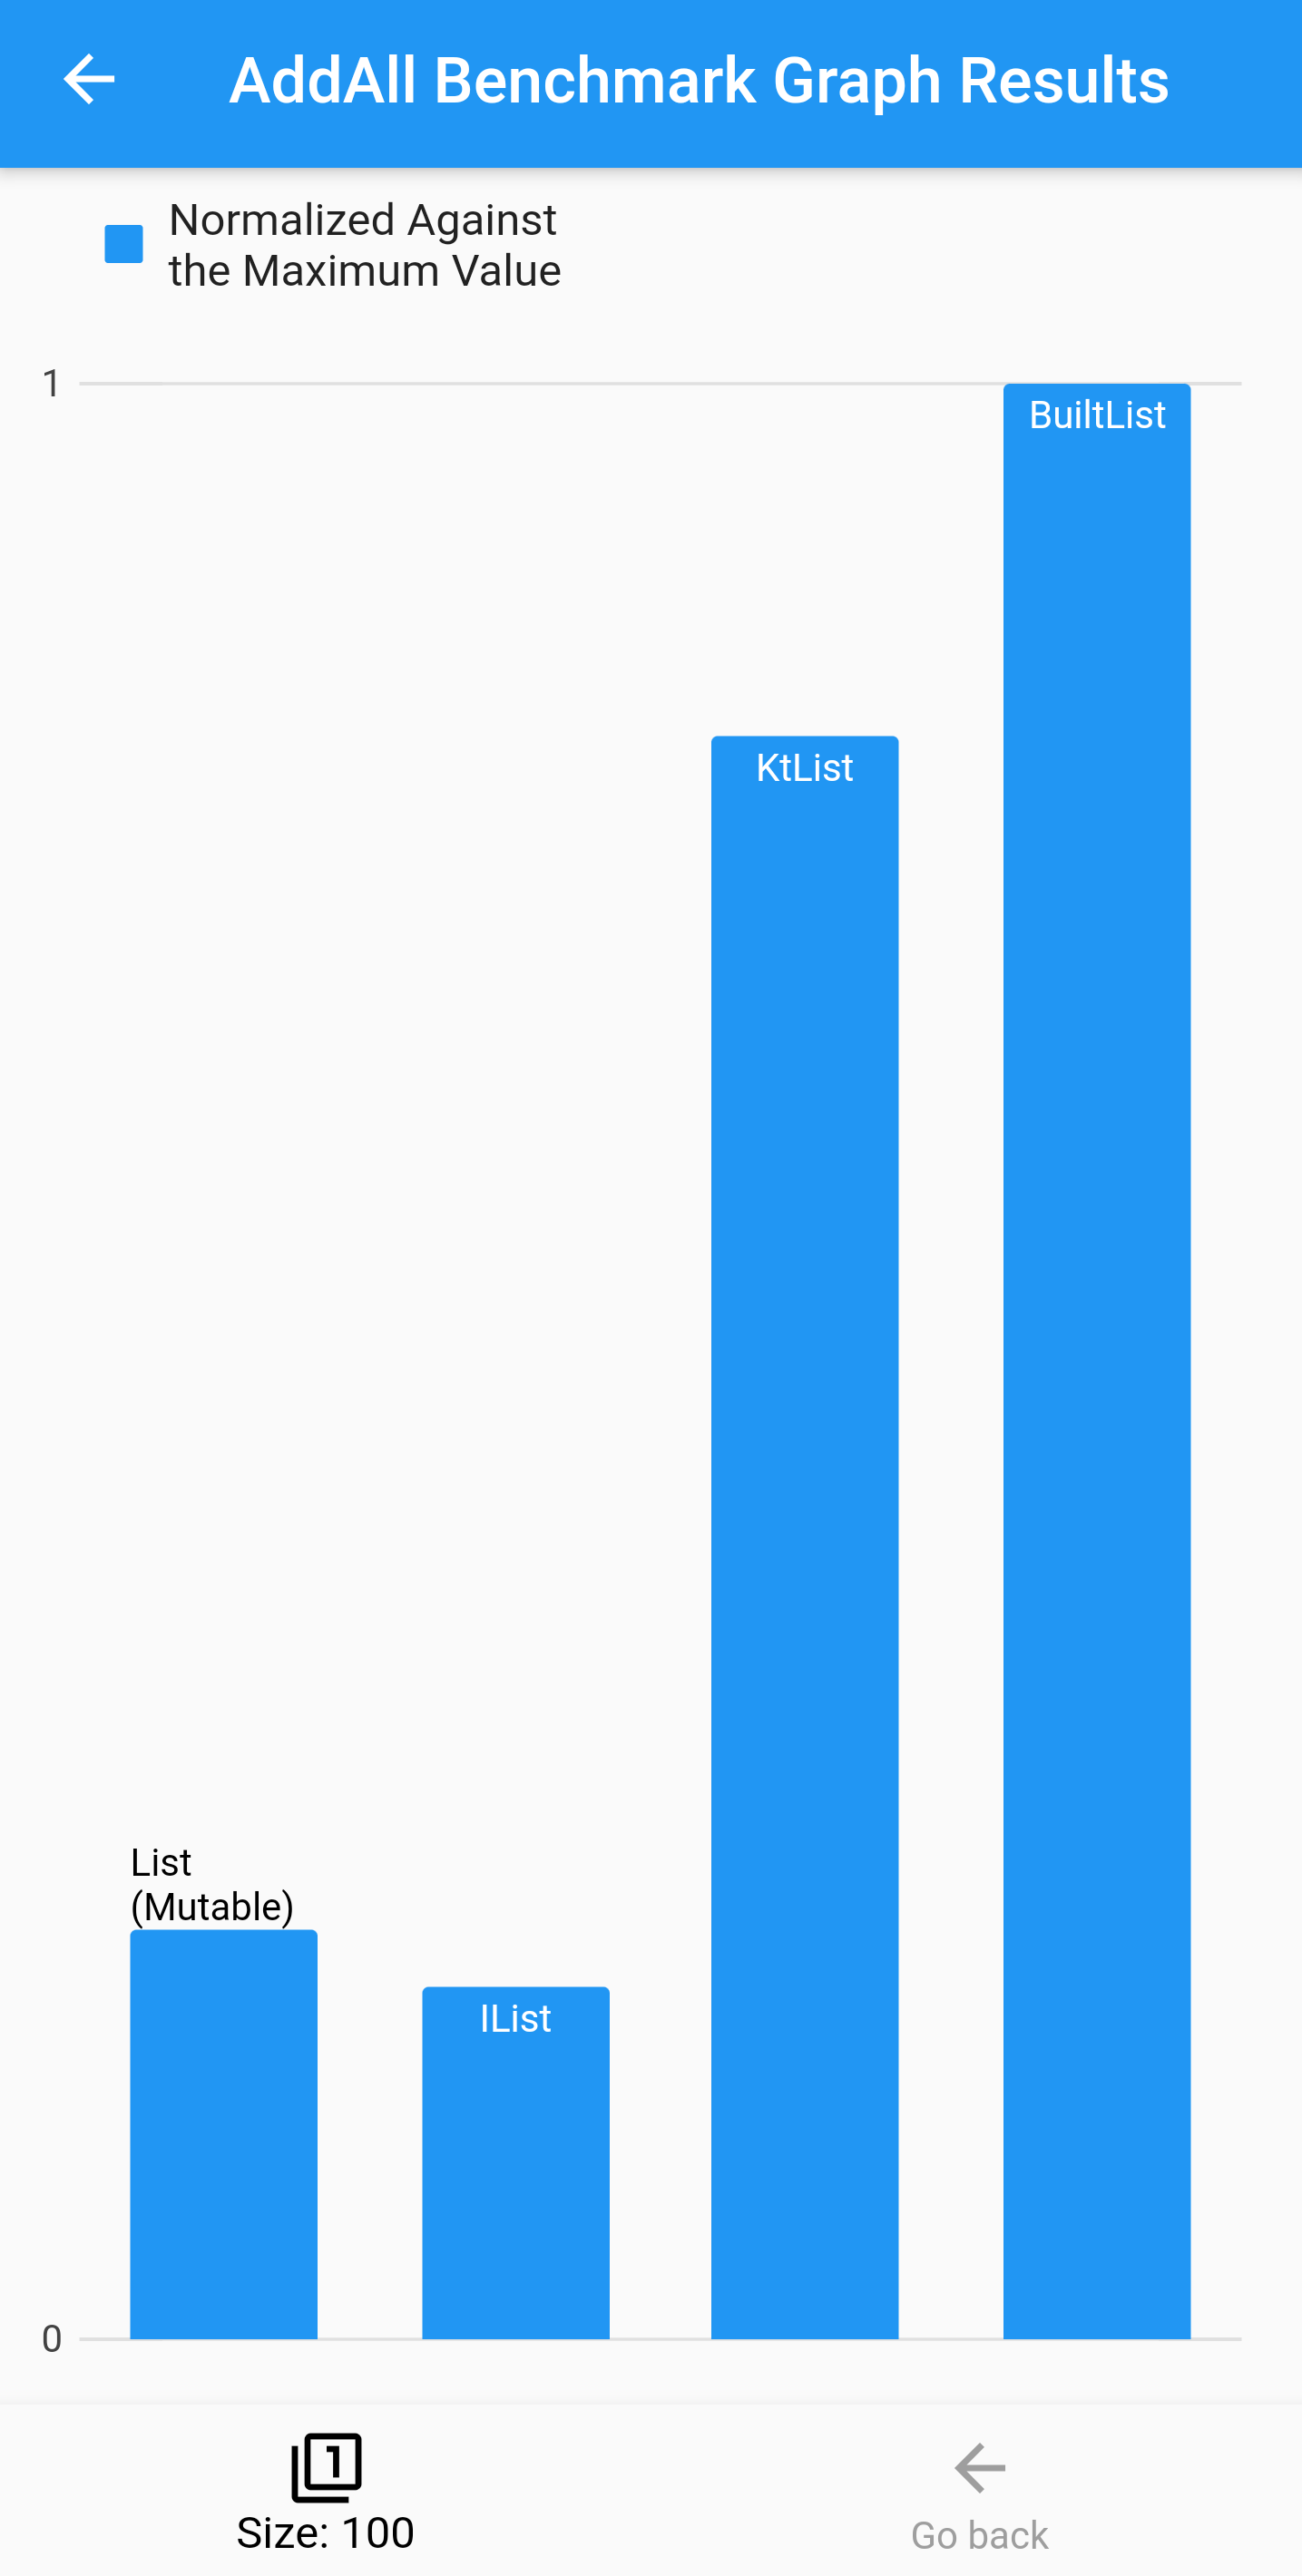 AddAll Benchmark Graph Results
Normalized Against
the Maximum Value
1
BuiltList
KtList
List
(Mutable)
IList
0
1
Size: 100
Go back